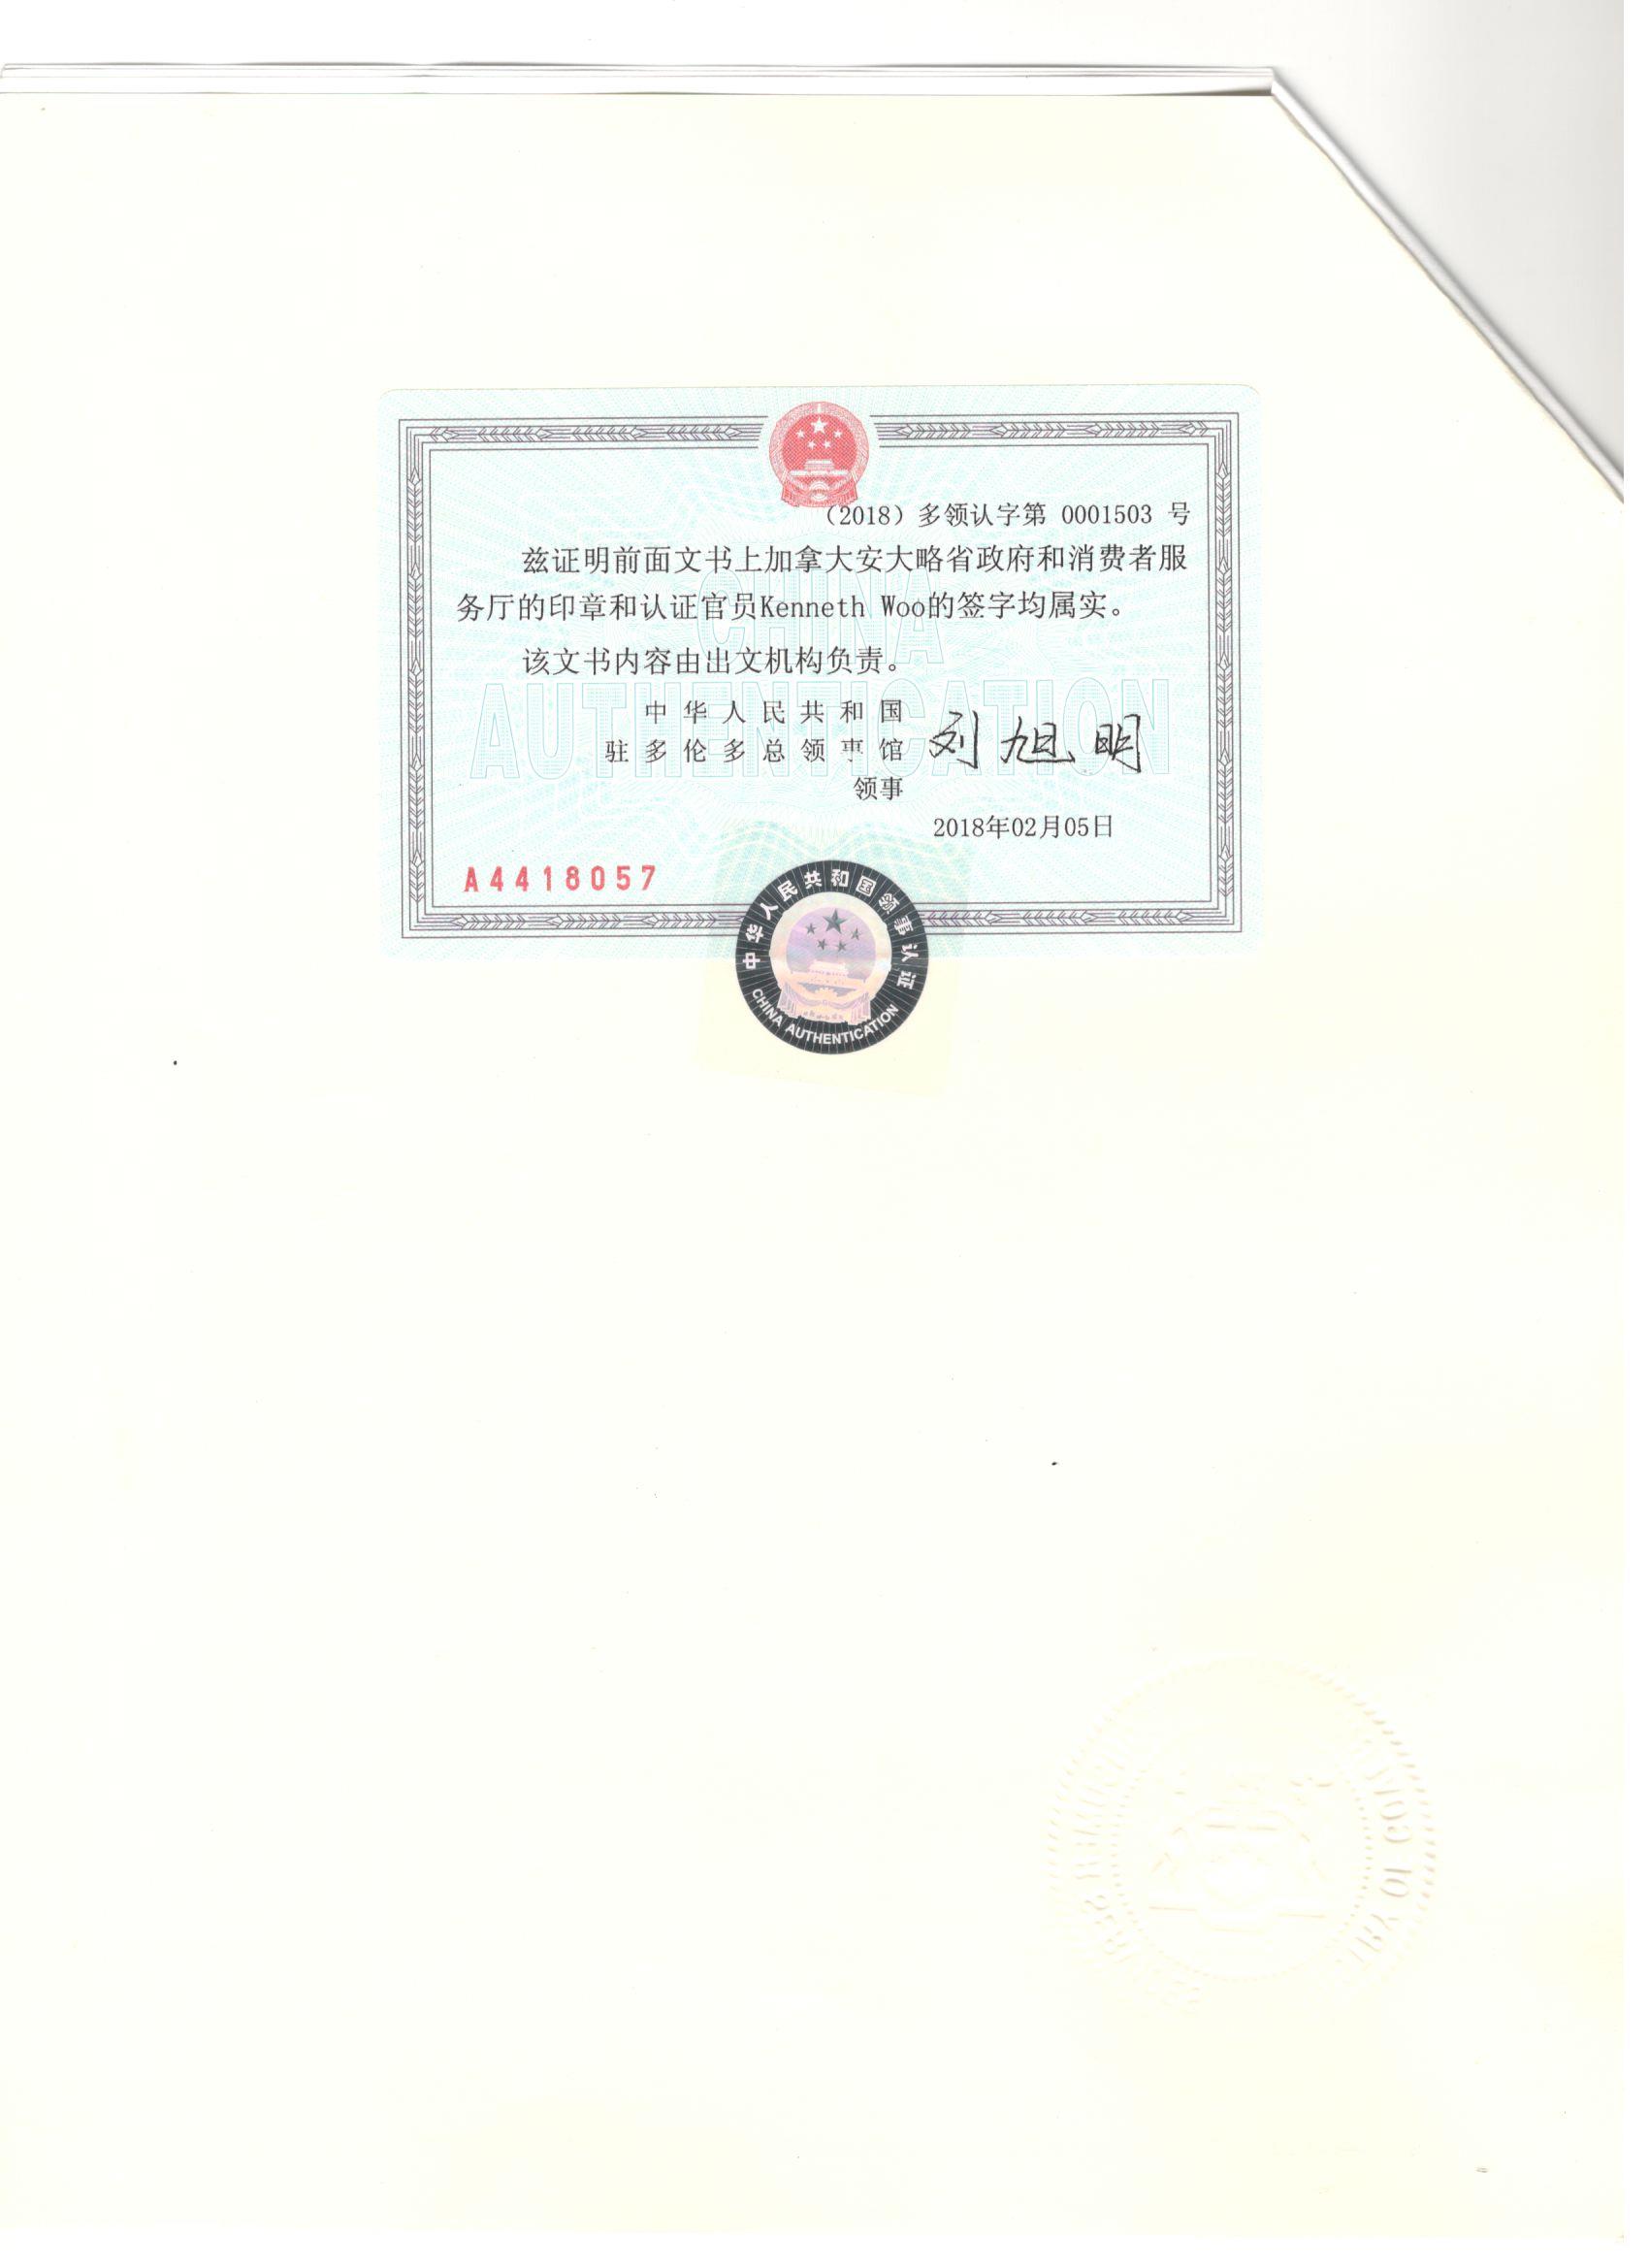 （2018）多领认字第 0001503 号
兹证明前面文书上加拿大安大略省政府和消费者服
务厅的印章和认证官员Kenneth Woo的签字均属实。
该文书内容由出文机构负责。
CHINA
AUTHENTICATION
中华人民共和国
驻多伦多总领事馆 刘旭明
领事
2018年02月05日
A4418057
中华人民共和国领事认证
CHINA AUTHENTICATION